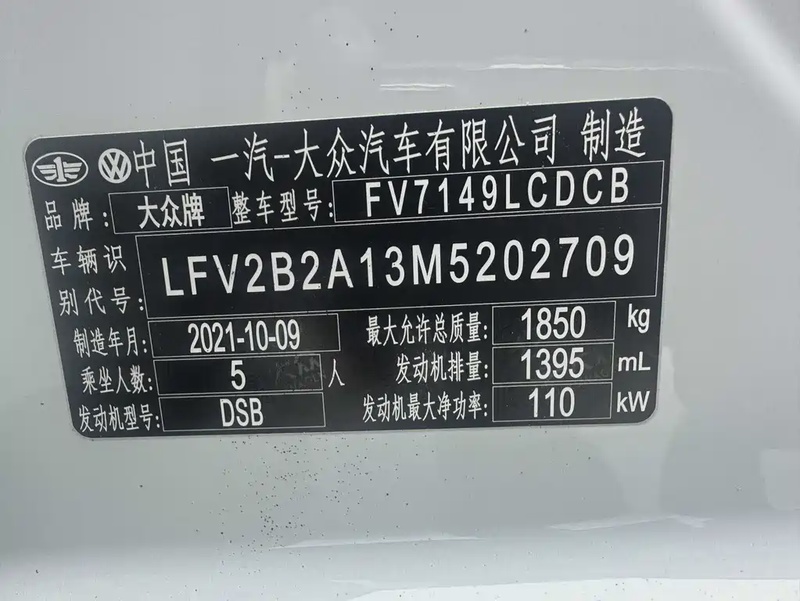 中国 一汽-大众汽车有限公司 制造
品牌: 大众牌 整车型号: FV7149LCDCB
车辆识别代号: LFV2B2A13M5202709
制造年月: 2021-10-09 最大允许总质量: 1850 kg
乘坐人数: 5 人 发动机排量: 1395 mL
发动机型号: DSB 发动机最大净功率: 110 kW